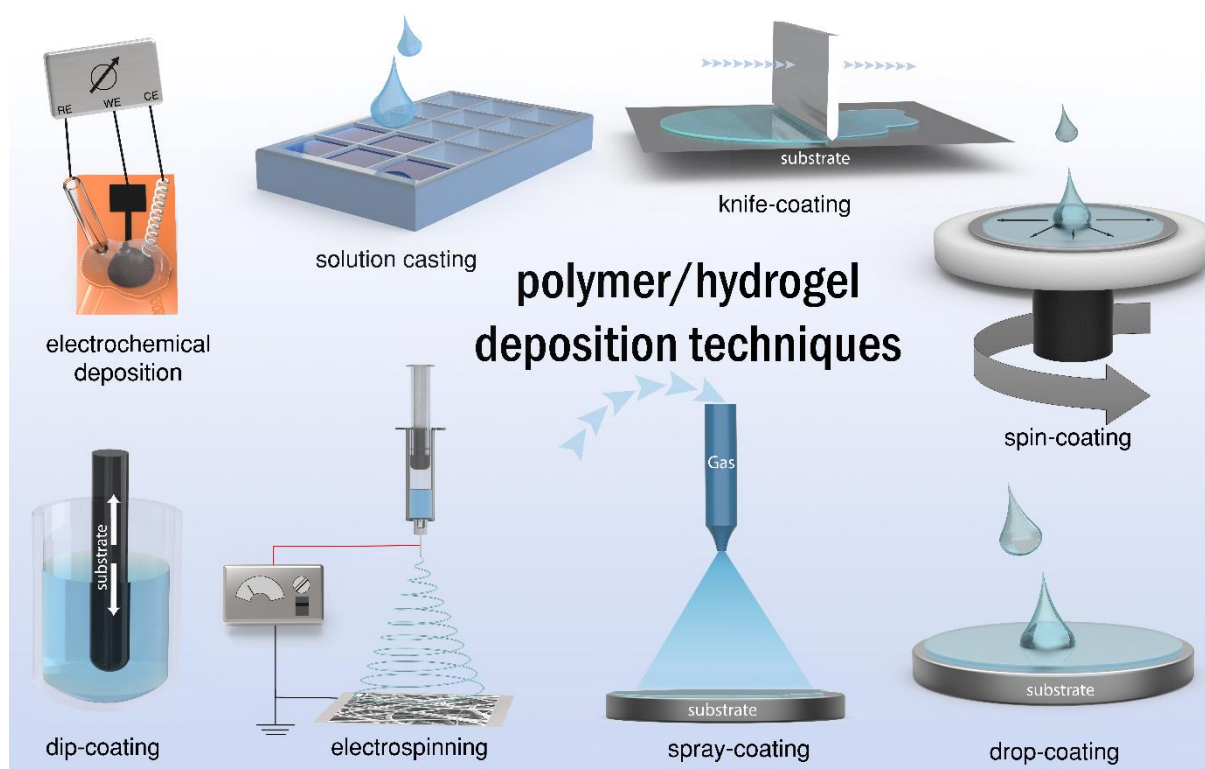 RE
WE
CE
electrochemical
deposition
solution casting
substrate
knife-coating
polymer/hydrogel
deposition techniques
spin-coating
substrate
dip-coating
electrospinning
Gas
substrate
spray-coating
substrate
drop-coating